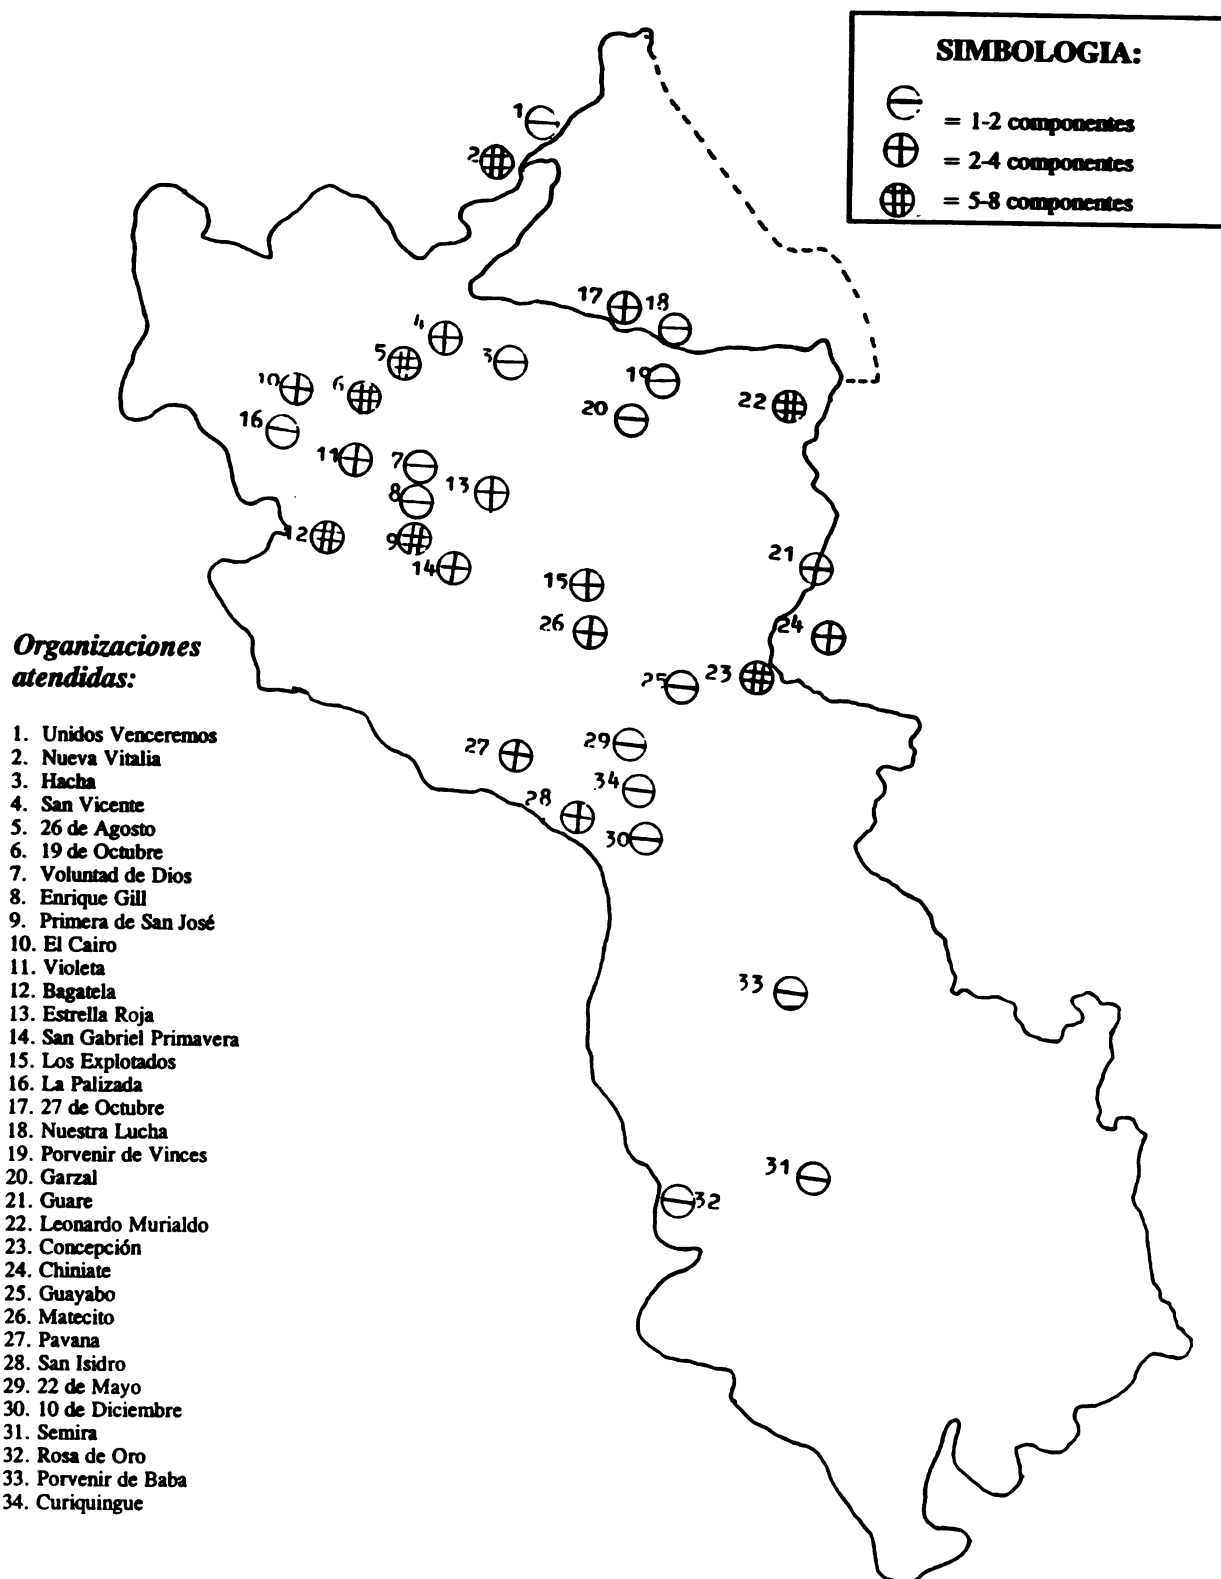 SIMBOLOGIA:
= 1-2 componentes
= 2-4 componentes
= 5-8 componentes
1
2
17
18
4
5
3
19
10
6
20
22
16
11
7
13
8
12
9
14
15
21
26
24
25
23
27
29
34
28
30
33
31
32
Organizaciones
atendidas:
1. Unidos Venceremos
2. Nueva Vitalia
3. Hacha
4. San Vicente
5. 26 de Agosto
6. 19 de Octubre
7. Voluntad de Dios
8. Enrique Gill
9. Primera de San José
10. El Cairo
11. Violeta
12. Bagatela
13. Estrella Roja
14. San Gabriel Primavera
15. Los Explotados
16. La Palizada
17. 27 de Octubre
18. Nuestra Lucha
19. Porvenir de Vinces
20. Garzal
21. Guare
22. Leonardo Murialdo
23. Concepción
24. Chiniate
25. Guayabo
26. Matecito
27. Pavana
28. San Isidro
29. 22 de Mayo
30. 10 de Diciembre
31. Semira
32. Rosa de Oro
33. Porvenir de Baba
34. Curiquingue